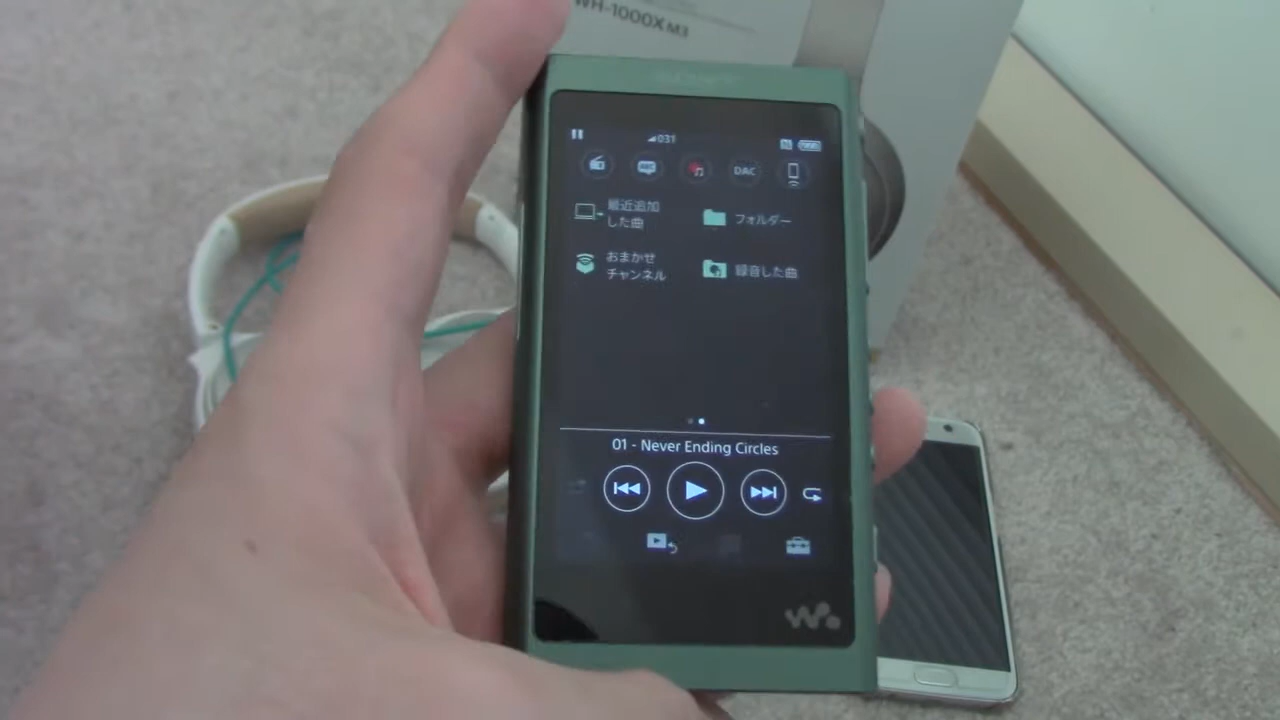 WH-1000XM3
031
N
ABC
DAC
最近追加
した曲
フォルダー
おまかせ
チャンネル
録音した曲
01 - Never Ending Circles